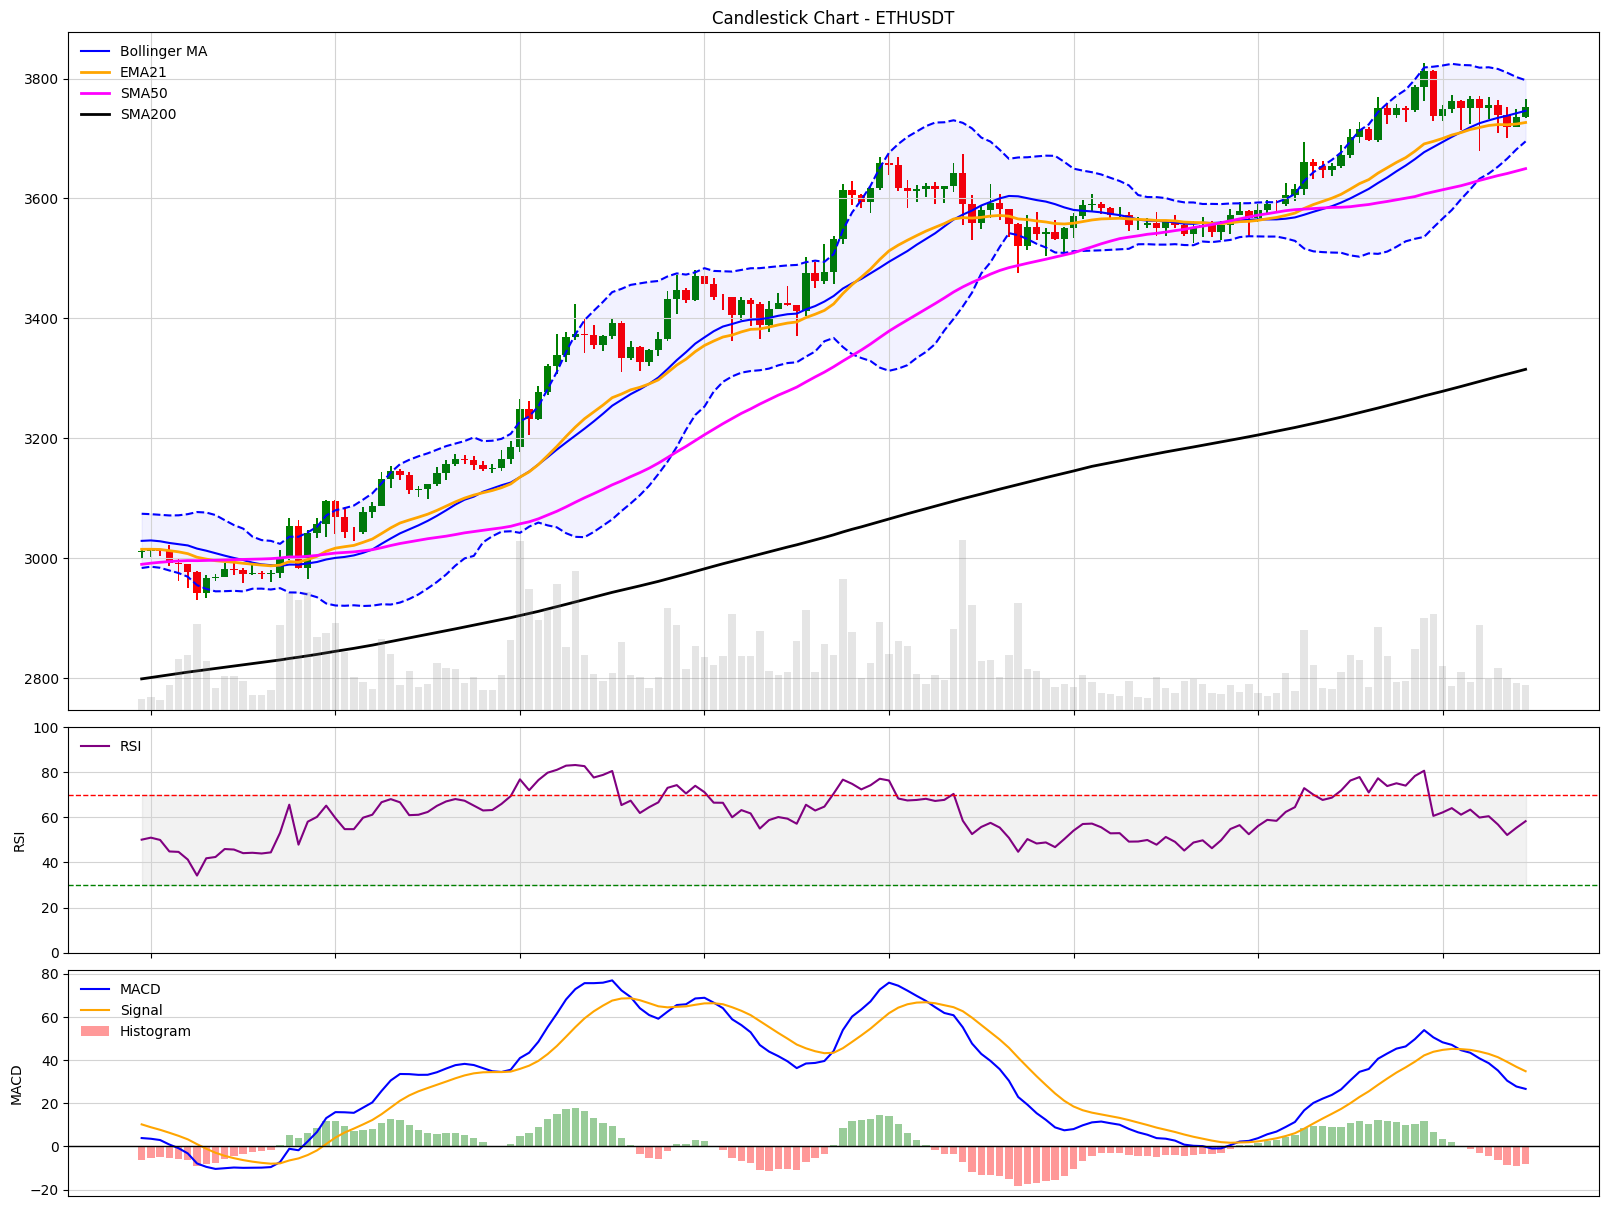 Candlestick Chart - ETHUSDT
Bollinger MA
EMA21
SMA50
SMA200
3800
3600
3400
3200
3000
2800
RSI
RSI
100
80
60
40
20
0
MACD
Signal
Histogram
MACD
80
60
40
20
0
−20